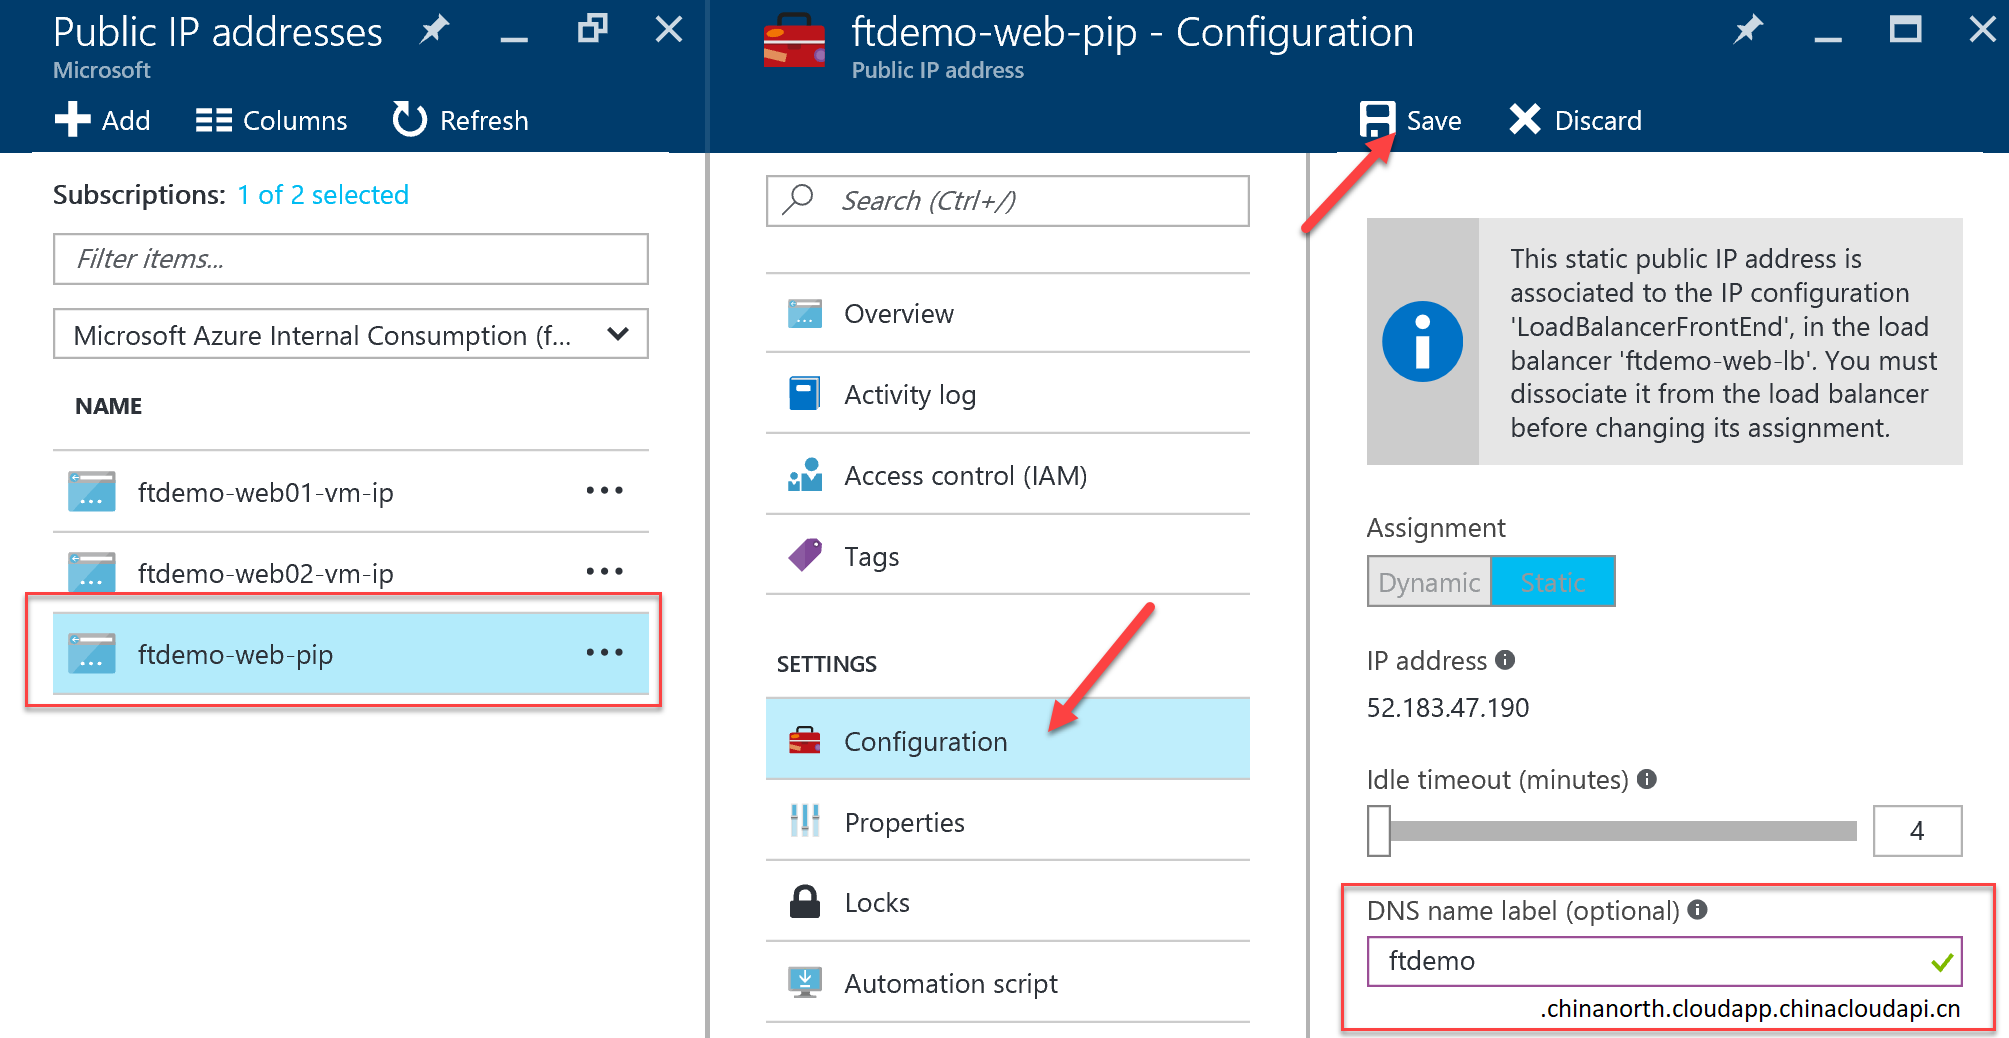 Public IP addresses
Microsoft
Add
Columns
Refresh
Subscriptions: 1 of 2 selected
Filter items...
Microsoft Azure Internal Consumption (f...
NAME
ftdemo-web01-vm-ip
ftdemo-web02-vm-ip
ftdemo-web-pip
ftdemo-web-pip - Configuration
Public IP address
Save
Discard
Search (Ctrl+/)
Overview
Activity log
Access control (IAM)
Tags
SETTINGS
Configuration
Properties
Locks
Automation script
This static public IP address is
associated to the IP configuration
'LoadBalancerFrontEnd', in the load
balancer 'ftdemo-web-lb'. You must
dissociate it from the load balancer
before changing its assignment.
Assignment
Dynamic
Static
IP address
52.183.47.190
Idle timeout (minutes)
4
DNS name label (optional)
ftdemo
.chinanorth.cloudapp.chinacloudapi.cn